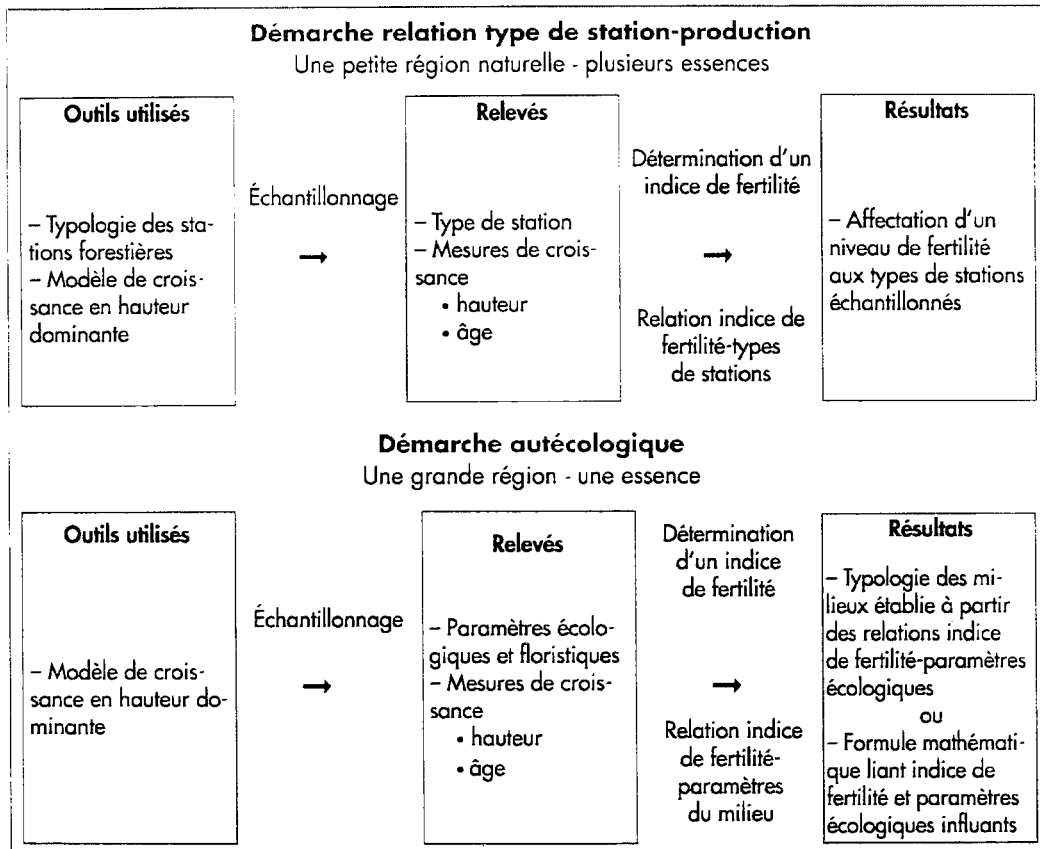 Démarche relation type de station-production
Une petite région naturelle - plusieurs essences
Outils utilisés
– Typologie des sta-
tions forestières
– Modèle de crois-
sance en hauteur
dominante
Échantillonnage
→
Relevés
– Type de station
– Mesures de crois-
sance
• hauteur
• âge
Détermination d'un
indice de fertilité
→
Relation indice de
fertilité-types
de stations
Résultats
– Affectation d'un
niveau de fertilité
aux types de stations
échantillonnés
Démarche autécologique
Une grande région - une essence
Outils utilisés
– Modèle de crois-
sance en hauteur do-
minante
Échantillonnage
→
Relevés
– Paramètres écolo-
giques et floristiques
– Mesures de crois-
sance
• hauteur
• âge
Détermination
d'un indice
de fertilité
→
Relation indice
de fertilité-
paramètres
du milieu
Résultats
– Typologie des mi-
lieux établie à partir
des relations indice
de fertilité-paramètres
écologiques
ou
– Formule mathémati-
que liant indice de
fertilité et paramètres
écologiques influants